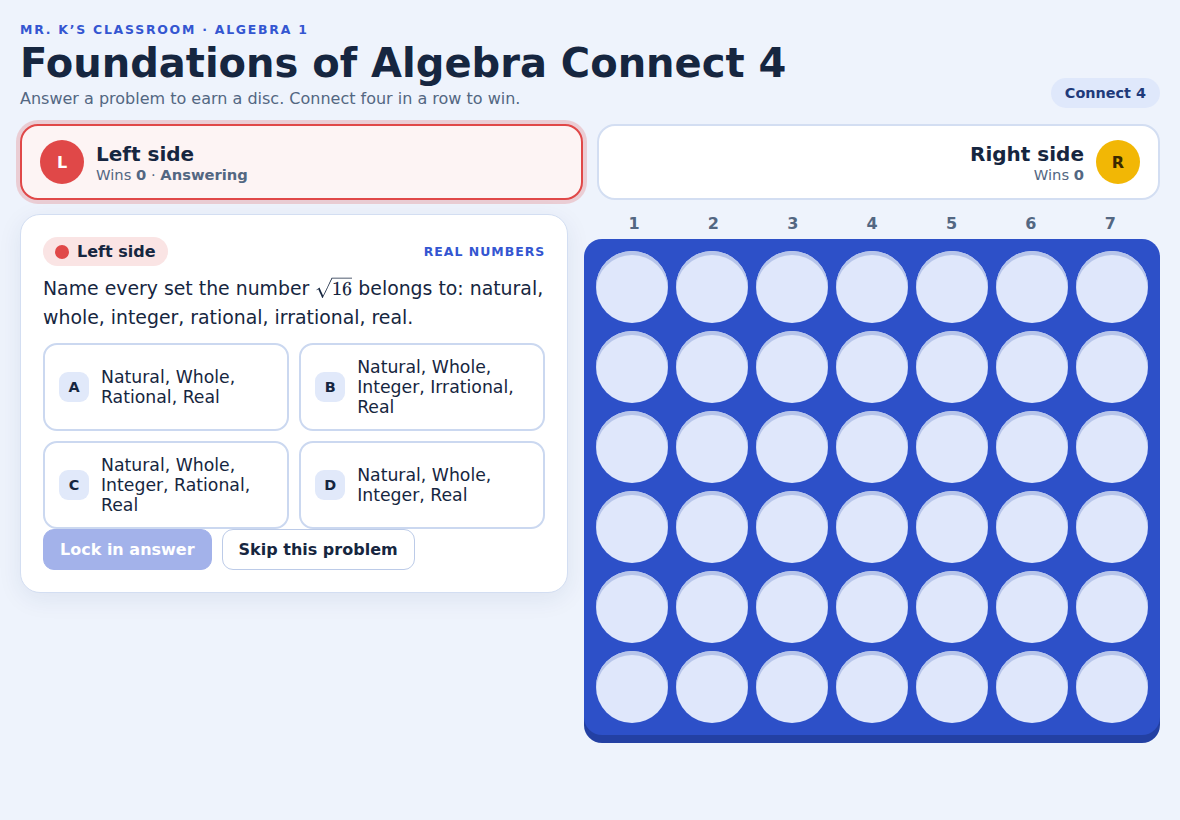 MR. K’S CLASSROOM · ALGEBRA 1
Foundations of Algebra Connect 4
Answer a problem to earn a disc. Connect four in a row to win.
Connect 4
L
Left side
Wins 0 · Answering
Right side
Wins 0
R
Left side
REAL NUMBERS
Name every set the number √16 belongs to: natural,
whole, integer, rational, irrational, real.
A
Natural, Whole,
Rational, Real
B
Natural, Whole,
Integer, Irrational,
Real
C
Natural, Whole,
Integer, Rational,
Real
D
Natural, Whole,
Integer, Real
Lock in answer
Skip this problem
1 2 3 4 5 6 7